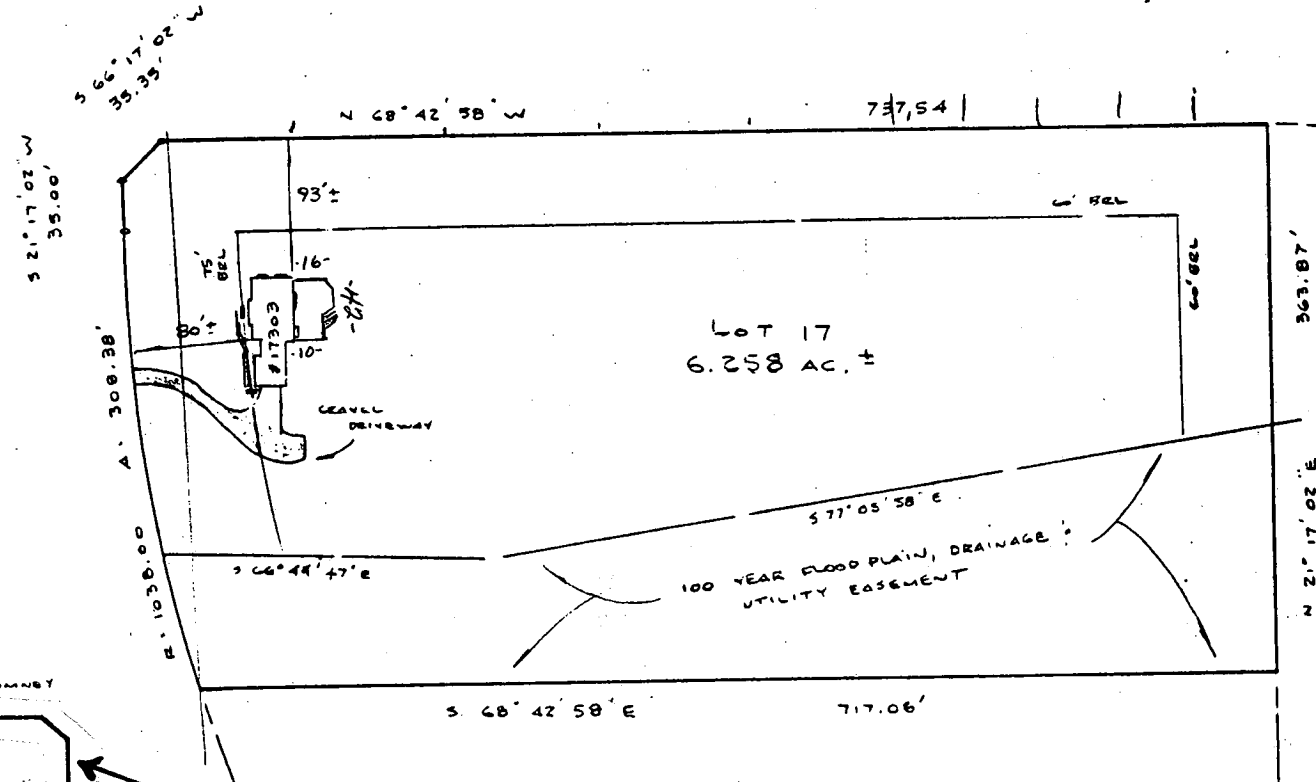 S 66° 17' 02" W
35.35'
N 68° 42' 58" W
737,54
S 21° 17' 02" W
35.00'
93'±
60' BRL
75'
BRL
-16-
60' BRL
363.87'
80'±
# 17303
-10-
LOT 17
6.258 AC. ±
A: 308.38'
GRAVEL
DRIVEWAY
S 77° 05' 58" E
N 21° 17' 02" E
R: 1038.00
S 66° 44' 47" E
100 YEAR FLOOD PLAIN, DRAINAGE
UTILITY EASEMENT
S. 68° 42' 58" E
717.06'